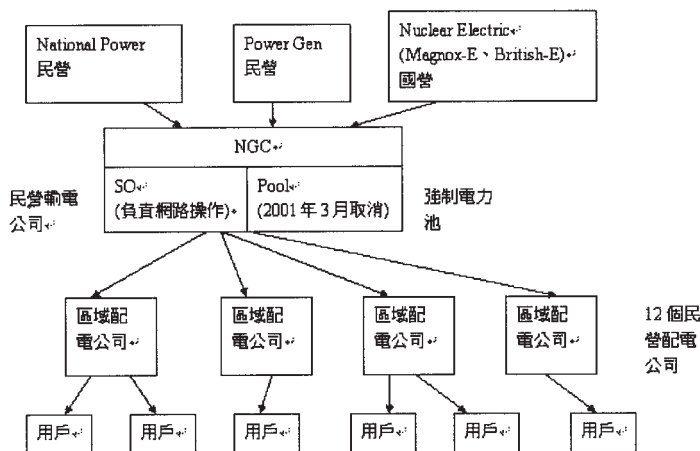 National Power
民營
Power Gen
民營
Nuclear Electric
(Magnox-E、British-E)
國營
NGC
民營輸電
公司
SO
(負責網路操作)
Pool
(2001年3月取消)
強制電力
池
區域配
電公司
區域配
電公司
區域配
電公司
區域配
電公司
12個民
營配電
公司
用戶
用戶
用戶
用戶
用戶
用戶